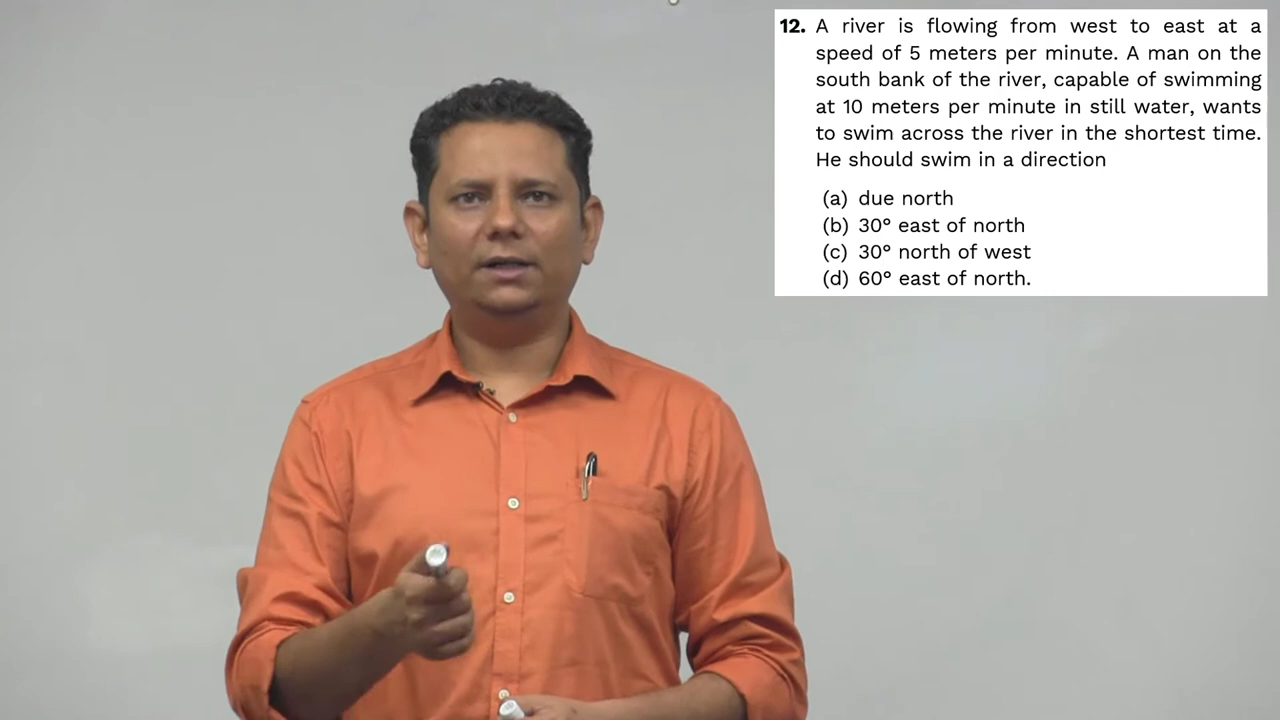 12. A river is flowing from west to east at a
speed of 5 meters per minute. A man on the
south bank of the river, capable of swimming
at 10 meters per minute in still water, wants
to swim across the river in the shortest time.
He should swim in a direction
(a) due north
(b) 30° east of north
(c) 30° north of west
(d) 60° east of north.